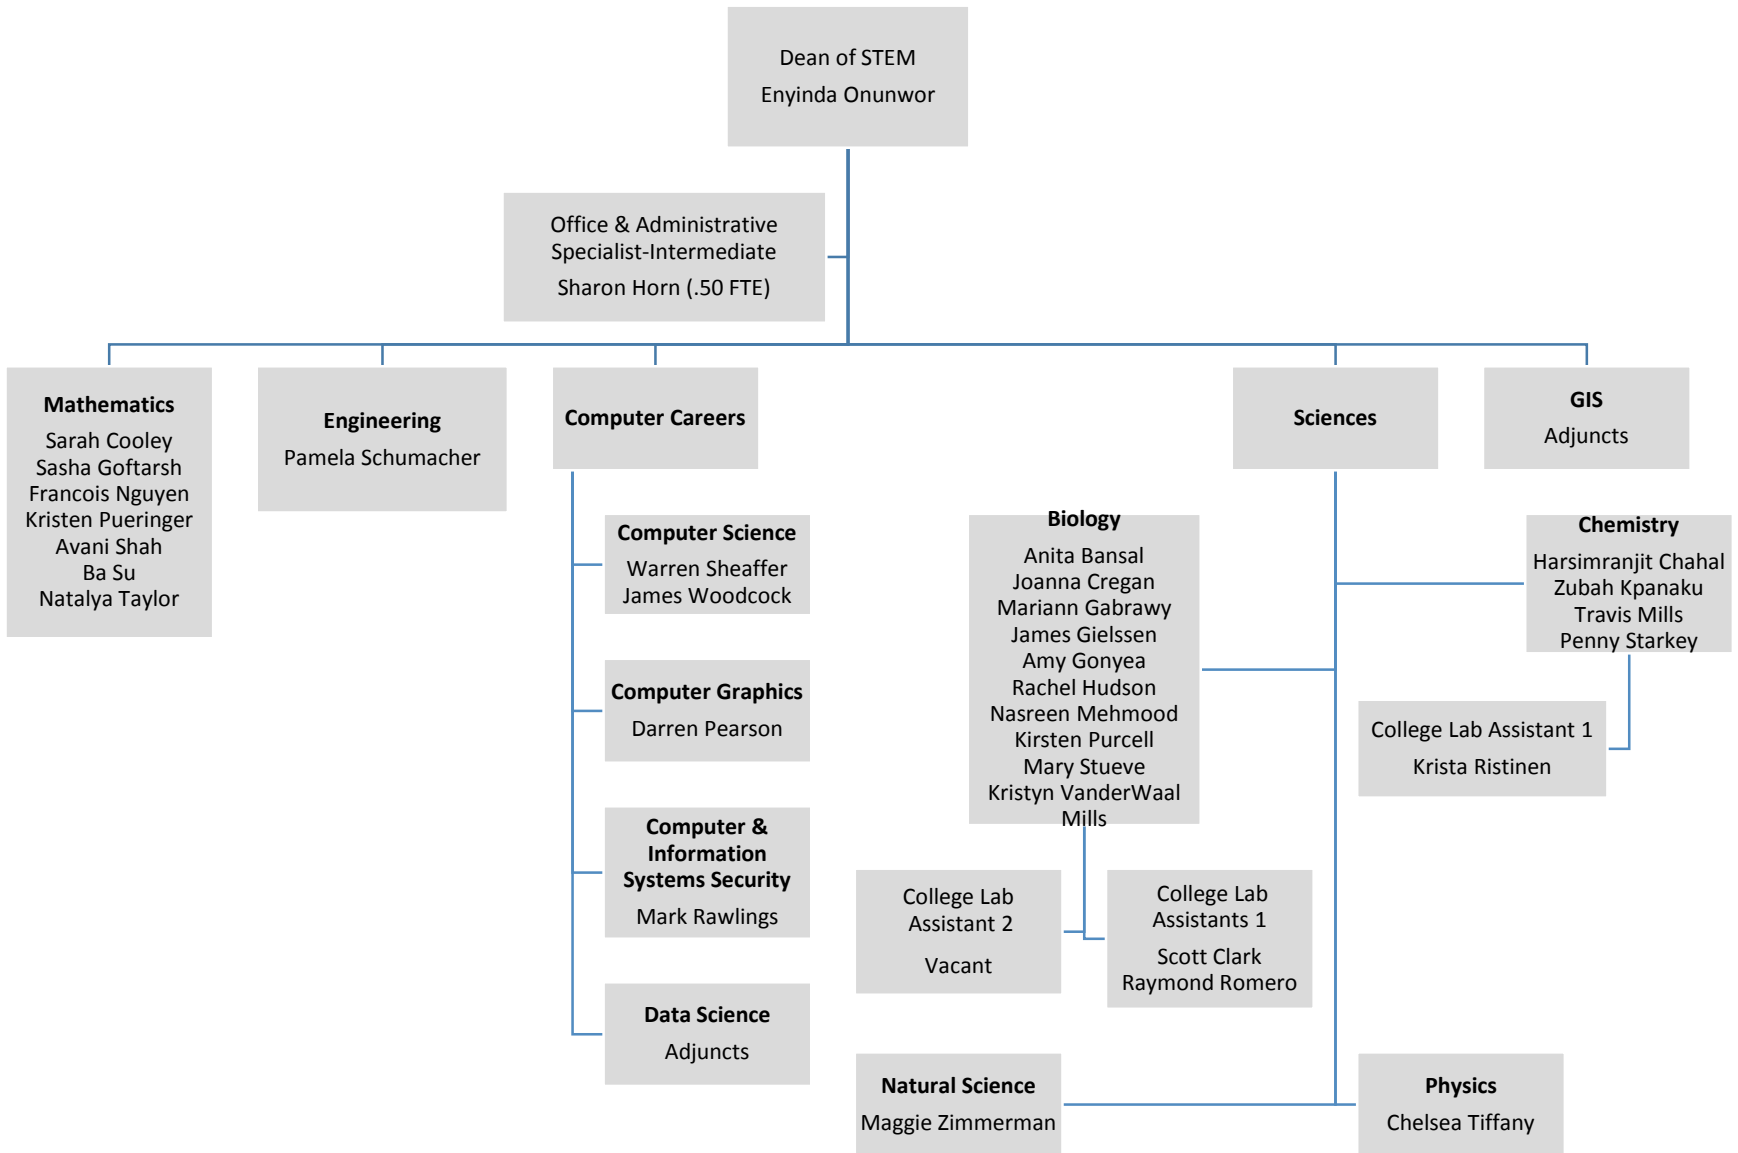 Dean of STEM
Enyinda Onunwor
Office & Administrative
Specialist-Intermediate
Sharon Horn (.50 FTE)
Mathematics
Sarah Cooley
Sasha Goftarsh
Francois Nguyen
Kristen Pueringer
Avani Shah
Ba Su
Natalya Taylor
Engineering
Pamela Schumacher
Computer Careers
Computer Science
Warren Sheaffer
James Woodcock
Computer Graphics
Darren Pearson
Computer &
Information
Systems Security
Mark Rawlings
Data Science
Adjuncts
Sciences
Biology
Anita Bansal
Joanna Cregan
Mariann Gabrawy
James Gielssen
Amy Gonyea
Rachel Hudson
Nasreen Mehmood
Kirsten Purcell
Mary Stueve
Kristyn VanderWaal
Mills
College Lab
Assistant 2
Vacant
College Lab
Assistants 1
Scott Clark
Raymond Romero
Chemistry
Harsimranjit Chahal
Zubah Kpanaku
Travis Mills
Penny Starkey
College Lab Assistant 1
Krista Ristinen
Natural Science
Maggie Zimmerman
Physics
Chelsea Tiffany
GIS
Adjuncts